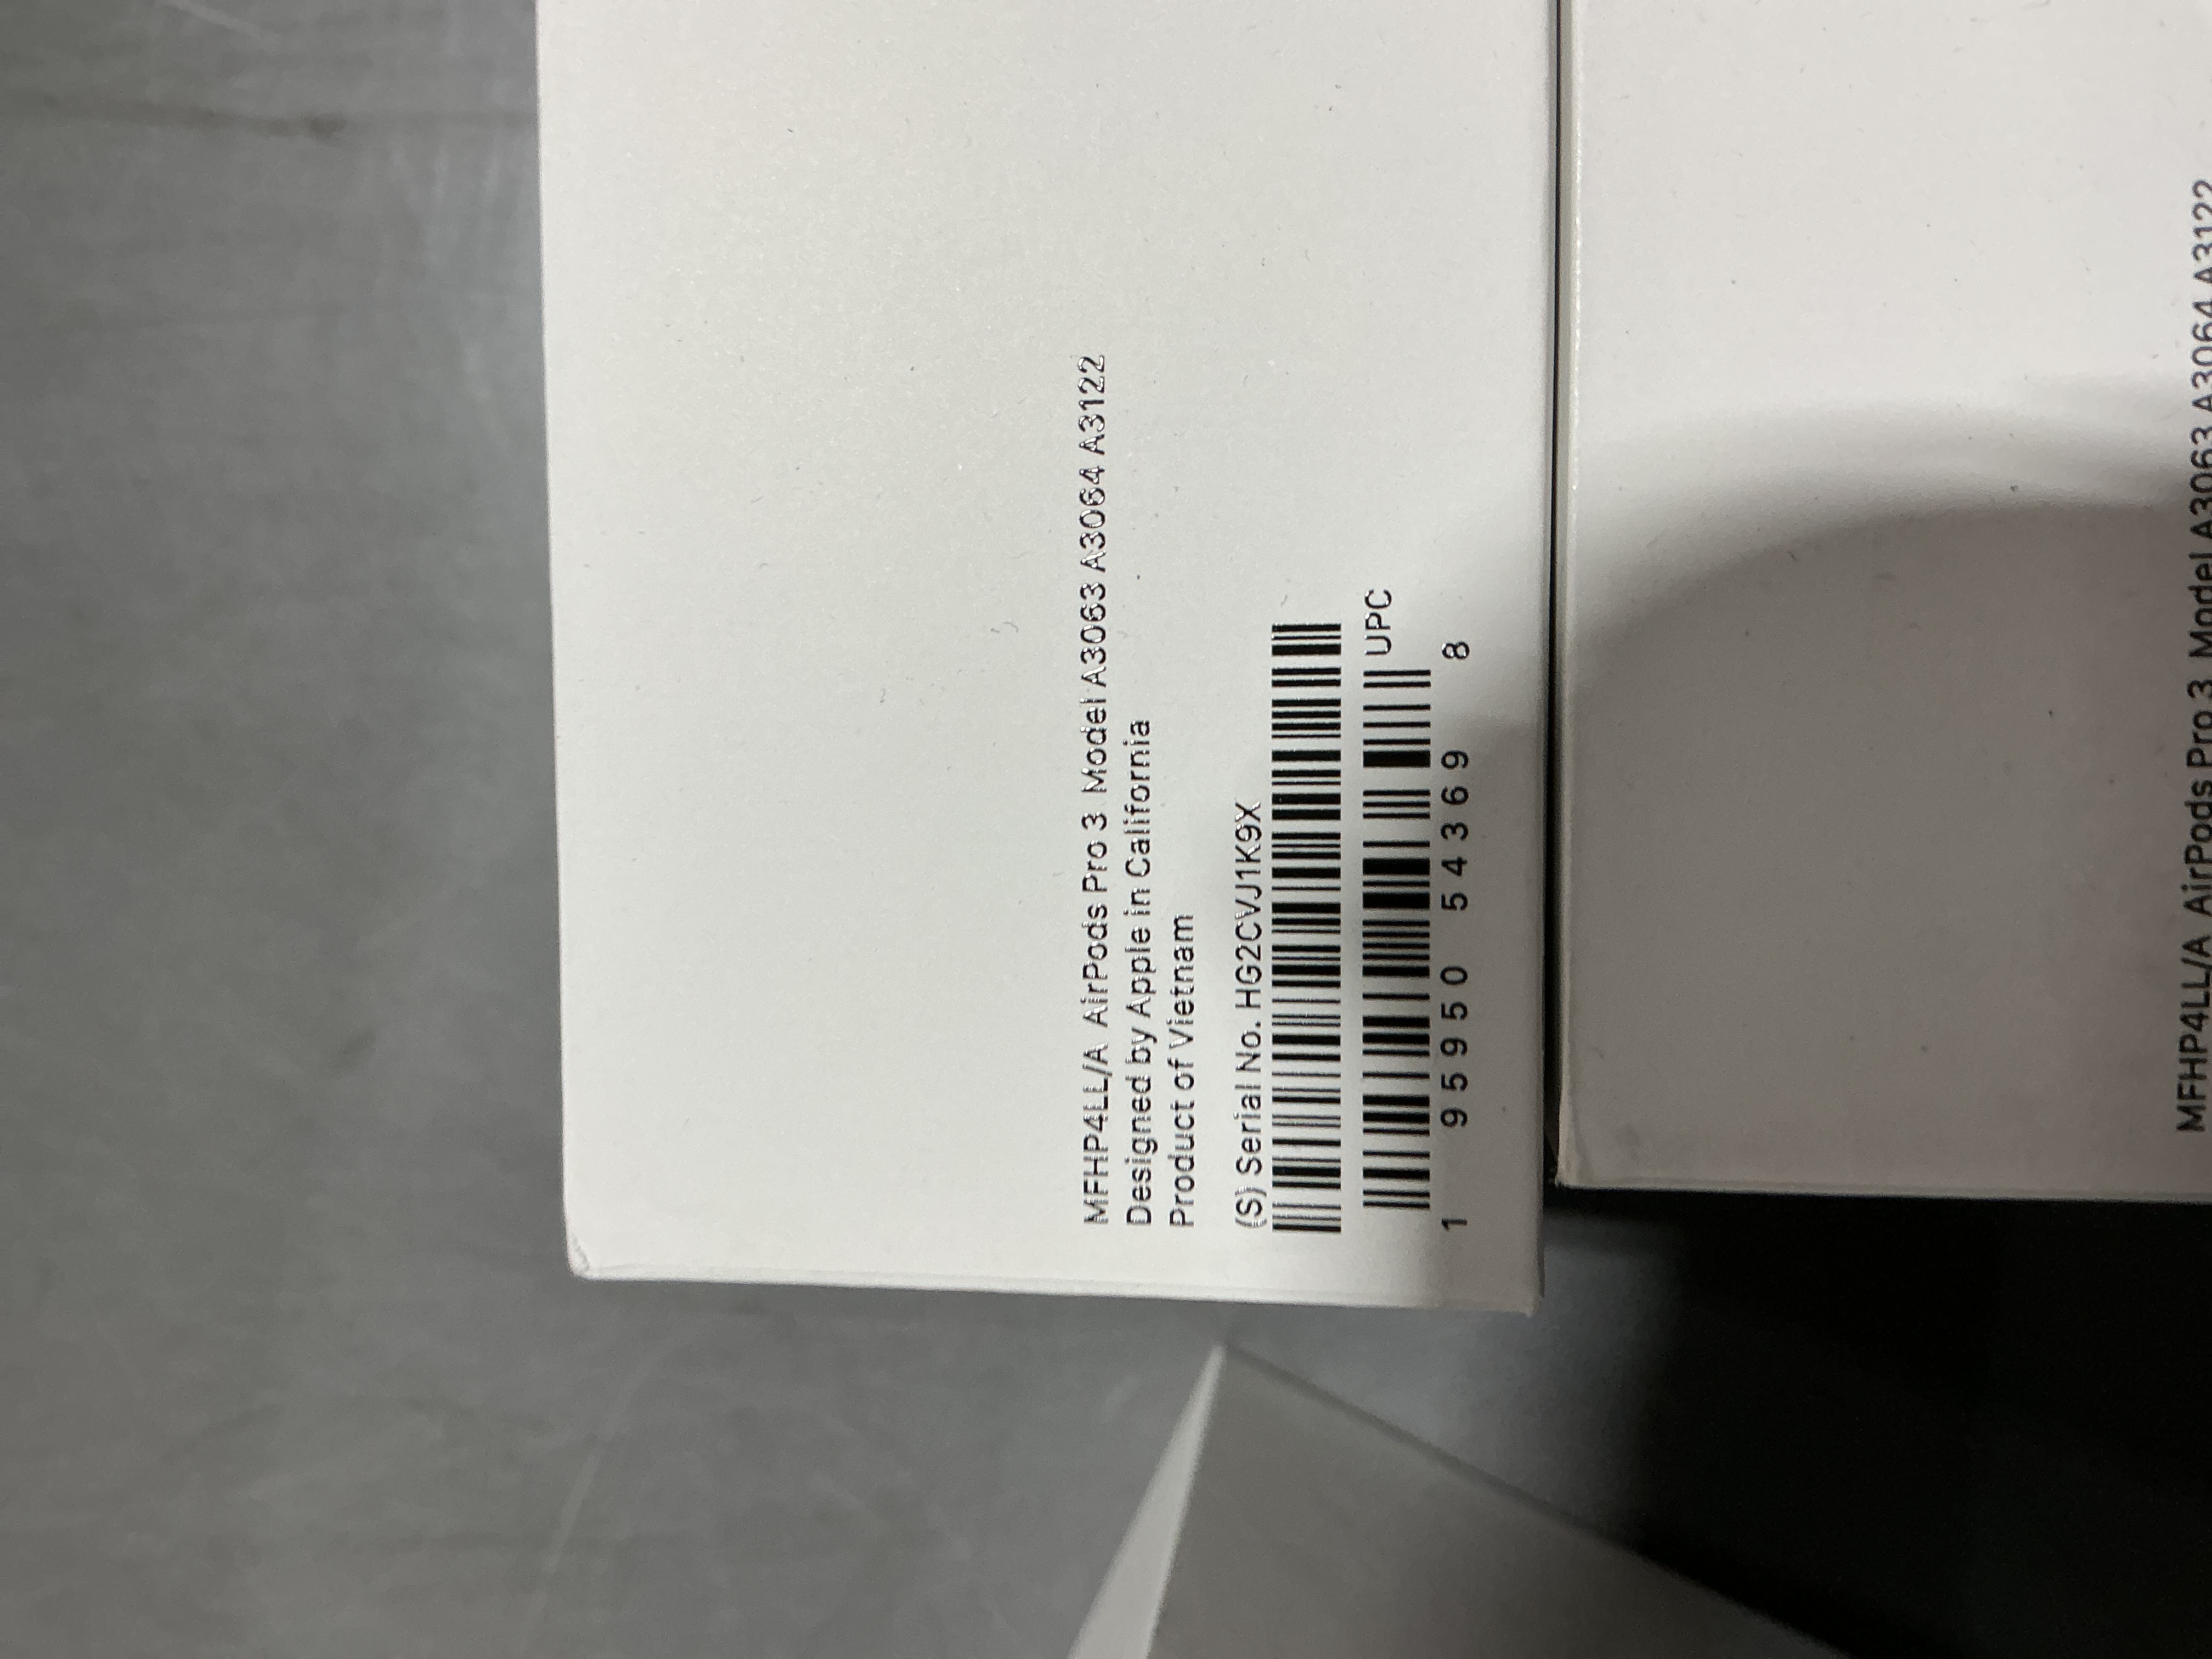 MFHP4LL/A AirPods Pro 3 Model A3063 A3064 A3122
Designed by Apple in California
Product of Vietnam
(S) Serial No. HG2CVJ1K9X
UPC
1 95950 54369 8
MFHP4LL/A AirPods Pro 3 Model A3063 A3064 A3122